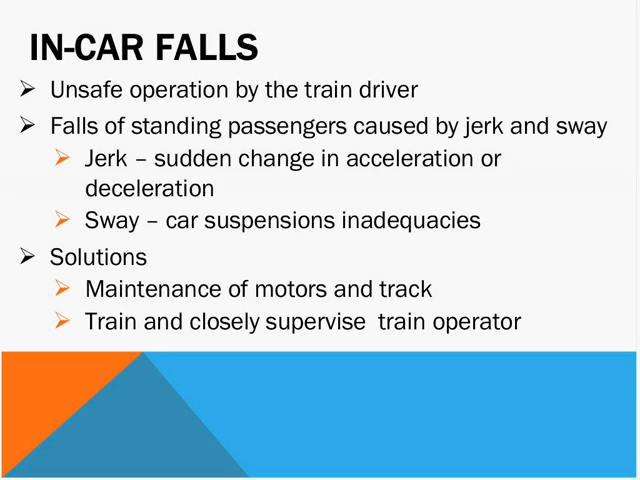 IN-CAR FALLS
Unsafe operation by the train driver
Falls of standing passengers caused by jerk and sway
Jerk – sudden change in acceleration or
deceleration
Sway – car suspensions inadequacies
Solutions
Maintenance of motors and track
Train and closely supervise  train operator